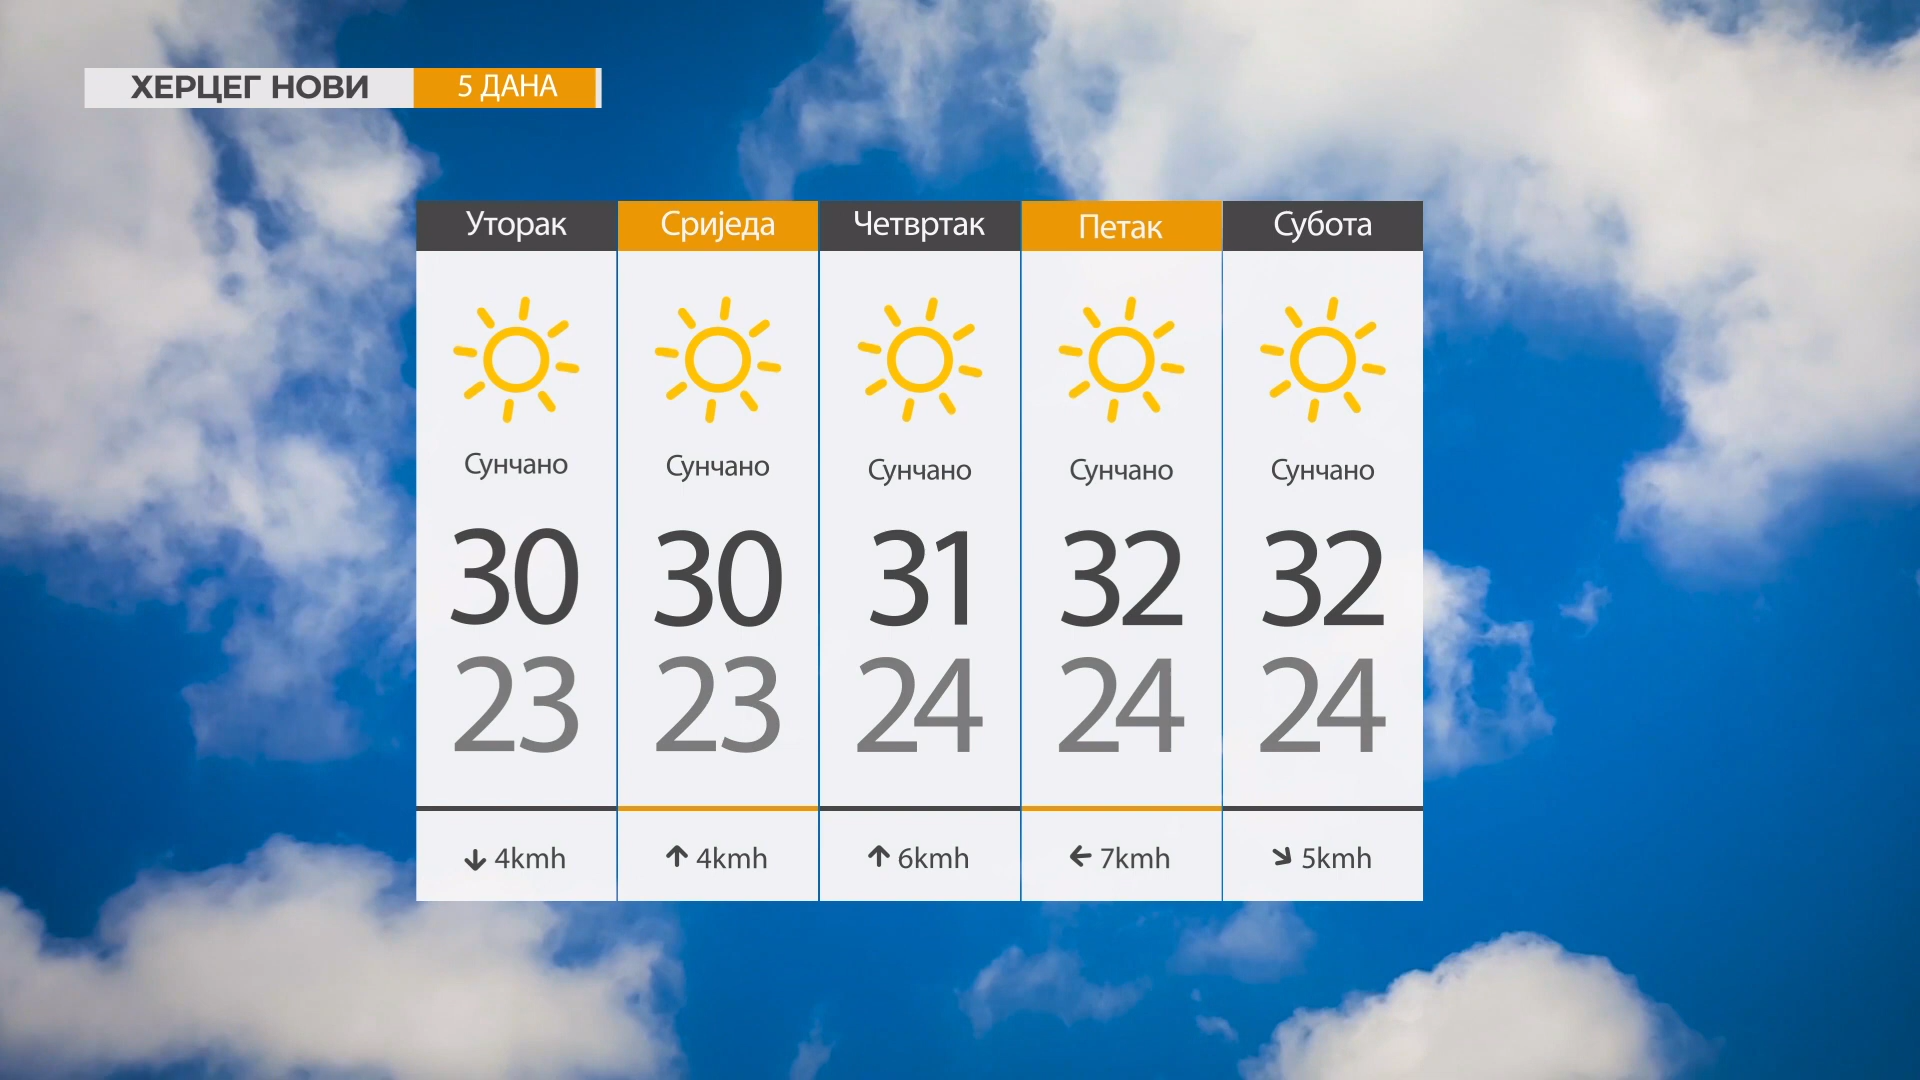 ХЕРЦЕГ НОВИ 5 ДАНА
Уторак Сриједа Четвртак Петак Субота
Сунчано Сунчано Сунчано Сунчано Сунчано
30 30 31 32 32
23 23 24 24 24
4kmh 4kmh 6kmh 7kmh 5kmh